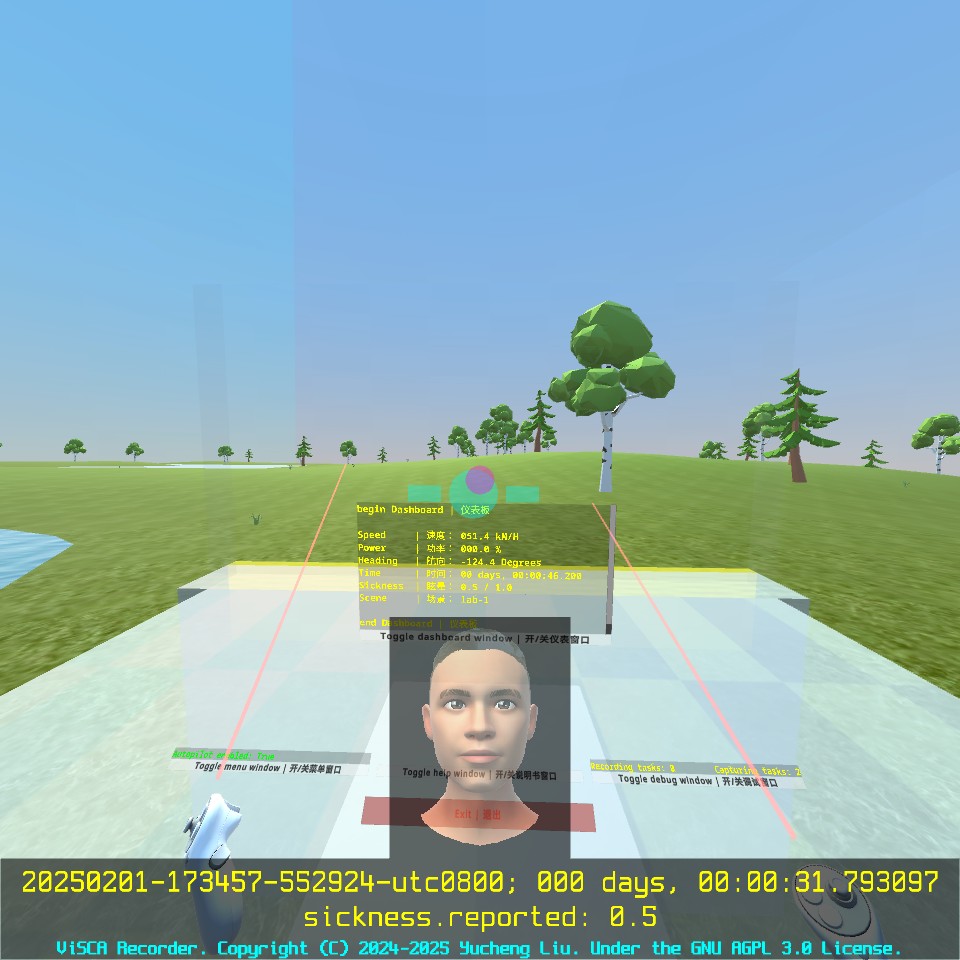 begin Dashboard | 仪表板
Speed | 速度: 051.4 kN/H
Power | 功率: 000.0 %
Heading | 航向: -124.4 Degrees
Time | 时间: 00 days, 00:00:46.200
Sickness | 眩晕: 0.5 / 1.0
Scene | 场景: lab-1
end Dashboard | 仪表板
Toggle dashboard window | 开/关仪表窗口
Autopilot enabled: True
Toggle menu window | 开/关菜单窗口
Toggle help window | 开/关说明书窗口
Recording tasks: 0 Capturing tasks: 2
Toggle debug window | 开/关调试窗口
Exit | 退出
20250201-173457-552924-utc0800; 000 days, 00:00:31.793097
sickness.reported: 0.5
ViSCA Recorder. Copyright (C) 2024-2025 Yucheng Liu. Under the GNU AGPL 3.0 License.